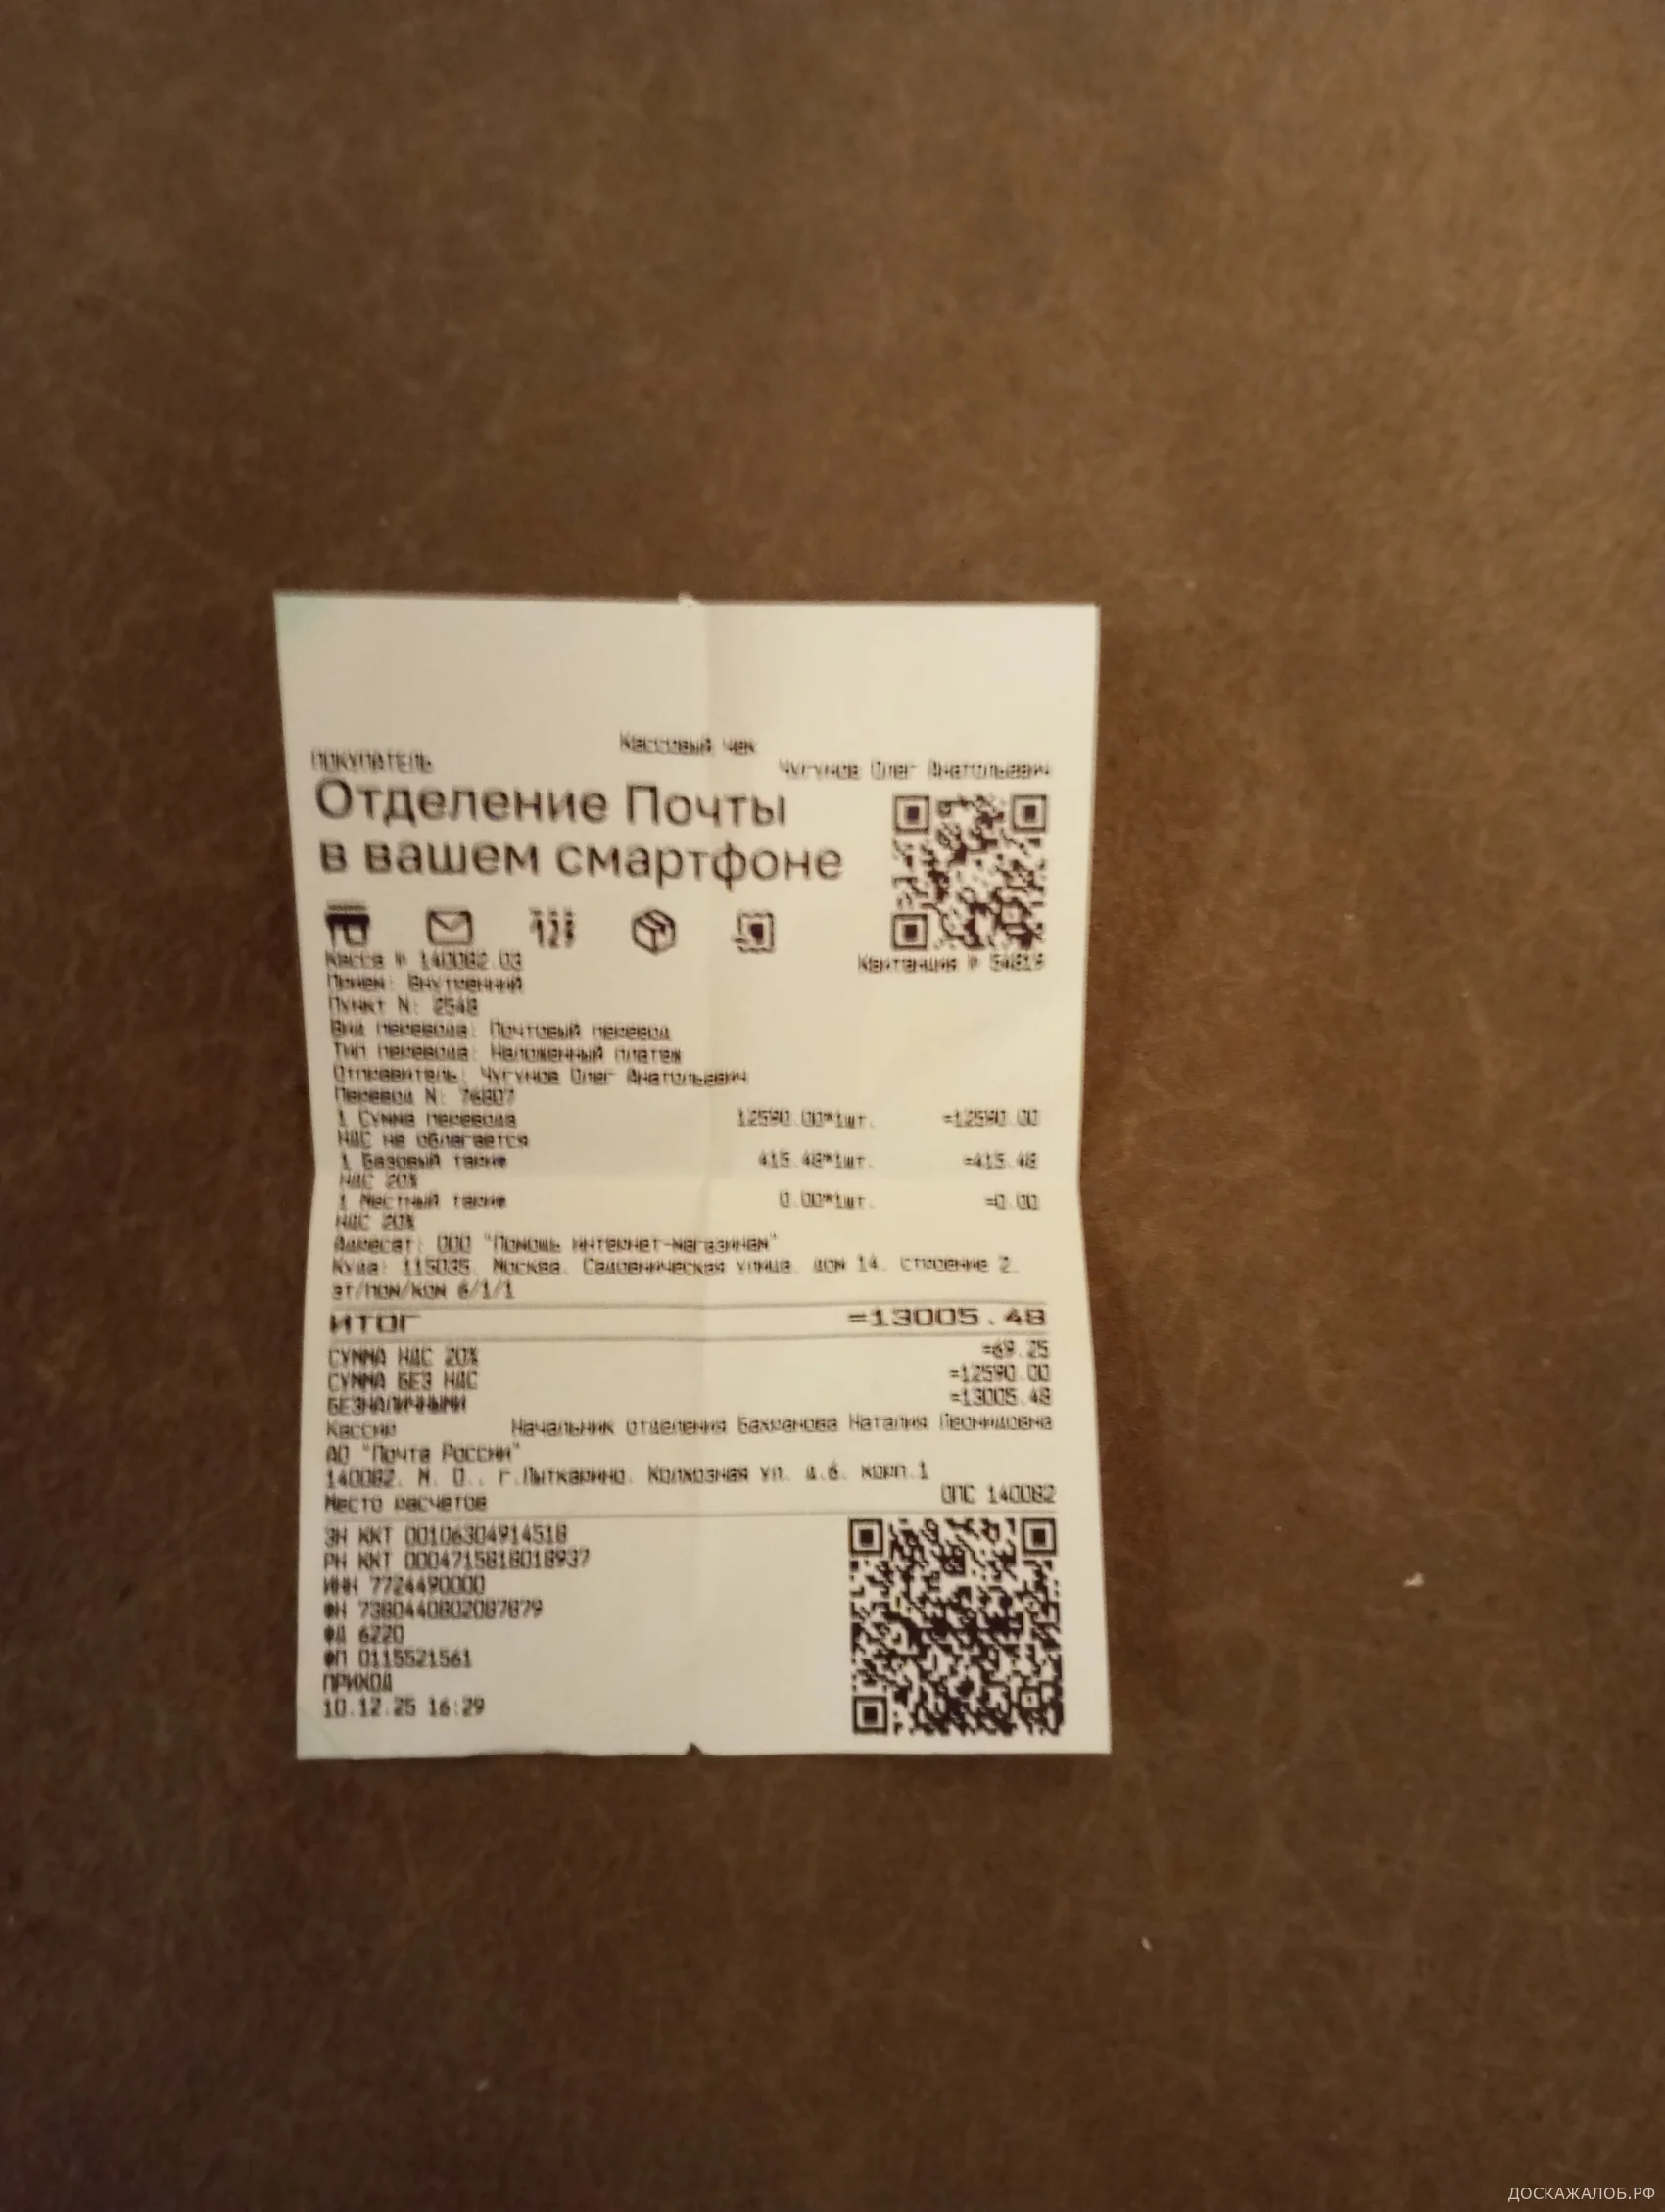 Кассовый чек
ПОКУПАТЕЛЬ
Чугунов Олег Анатольевич
Отделение Почты
в вашем смартфоне
Касса № 140082.03
Квитанция № 54819
Прием: Внутренний
Пункт N: 2548
Вид перевода: Почтовый перевод
Тип перевода: Наложенный платеж
Отправитель: Чугунов Олег Анатольевич
Перевод N: 76807
1 Сумма перевода 12590.00*1шт. =12590.00
НДС не облагается
1 Базовый тариф 415.48*1шт. =415.48
НДС 20%
1 Местный тариф 0.00*1шт. =0.00
НДС 20%
Адресат: ООО "Помощь интернет-магазинам"
Куда: 115035, Москва, Садовническая улица, дом 14, строение 2,
эт/пом/ком 6/1/1
ИТОГ =13005.48
СУММА НДС 20% =69.25
СУММА БЕЗ НДС =12590.00
БЕЗНАЛИЧНЫМИ =13005.48
Кассир Начальник отделения Бахранова Наталия Леонидовна
АО "Почта России"
140082, М. О., г.Лыткарино, Колхозная ул. д.6, корп.1
Место расчетов ОПС 140082
ЗН ККТ 00106304914518
РН ККТ 0004715818018937
ИНН 7724490000
ФН 7380440802087879
ФД 6220
ФП 0115521561
ПРИХОД
10.12.25 16:29
ДОСКАЖАЛОБ.РФ